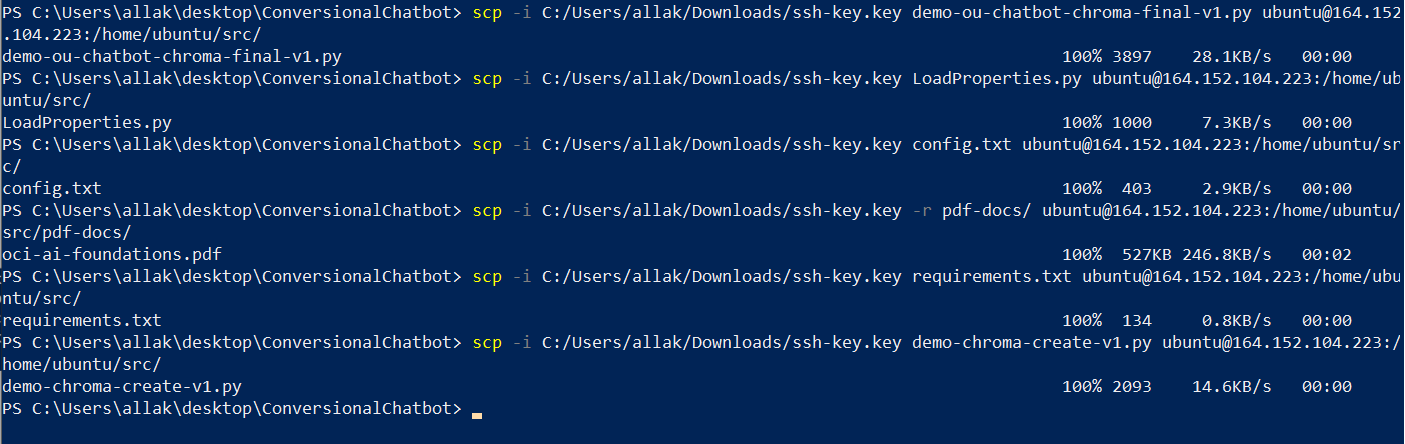 PS C:\Users\allak\desktop\ConversionalChatbot> scp -i C:/Users/allak/Downloads/ssh-key.key demo-ou-chatbot-chroma-final-v1.py ubuntu@164.152
.104.223:/home/ubuntu/src/
demo-ou-chatbot-chroma-final-v1.py 100% 3897 28.1KB/s 00:00
PS C:\Users\allak\desktop\ConversionalChatbot> scp -i C:/Users/allak/Downloads/ssh-key.key LoadProperties.py ubuntu@164.152.104.223:/home/ub
untu/src/
LoadProperties.py 100% 1000 7.3KB/s 00:00
PS C:\Users\allak\desktop\ConversionalChatbot> scp -i C:/Users/allak/Downloads/ssh-key.key config.txt ubuntu@164.152.104.223:/home/ubuntu/sr
c/
config.txt 100% 403 2.9KB/s 00:00
PS C:\Users\allak\desktop\ConversionalChatbot> scp -i C:/Users/allak/Downloads/ssh-key.key -r pdf-docs/ ubuntu@164.152.104.223:/home/ubuntu/
src/pdf-docs/
oci-ai-foundations.pdf 100% 527KB 246.8KB/s 00:02
PS C:\Users\allak\desktop\ConversionalChatbot> scp -i C:/Users/allak/Downloads/ssh-key.key requirements.txt ubuntu@164.152.104.223:/home/ubu
ntu/src/
requirements.txt 100% 134 0.8KB/s 00:00
PS C:\Users\allak\desktop\ConversionalChatbot> scp -i C:/Users/allak/Downloads/ssh-key.key demo-chroma-create-v1.py ubuntu@164.152.104.223:/
home/ubuntu/src/
demo-chroma-create-v1.py 100% 2093 14.6KB/s 00:00
PS C:\Users\allak\desktop\ConversionalChatbot>